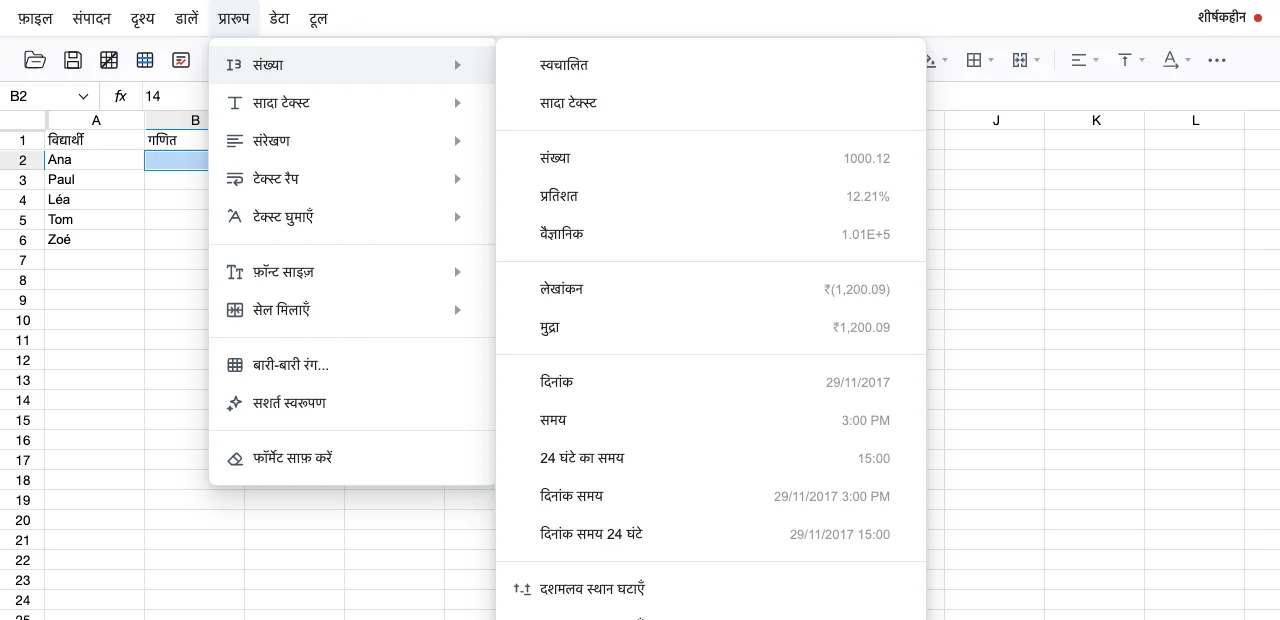 फ़ाइल संपादन दृश्य डालें प्रारूप डेटा टूल शीर्षकहीन
B2 fx 14
A B J K L
1 विद्यार्थी गणित
2 Ana
3 Paul
4 Léa
5 Tom
6 Zoé
7
8
9
10
11
12
13
14
15
16
17
18
19
20
21
22
23
24
25
संख्या
सादा टेक्स्ट
संरेखण
टेक्स्ट रैप
टेक्स्ट घुमाएँ
फ़ॉन्ट साइज़
सेल मिलाएँ
बारी-बारी रंग...
सशर्त स्वरूपण
फॉर्मेट साफ़ करें
स्वचालित
सादा टेक्स्ट
संख्या 1000.12
प्रतिशत 12.21%
वैज्ञानिक 1.01E+5
लेखांकन ₹(1,200.09)
मुद्रा ₹1,200.09
दिनांक 29/11/2017
समय 3:00 PM
24 घंटे का समय 15:00
दिनांक समय 29/11/2017 3:00 PM
दिनांक समय 24 घंटे 29/11/2017 15:00
दशमलव स्थान घटाएँ